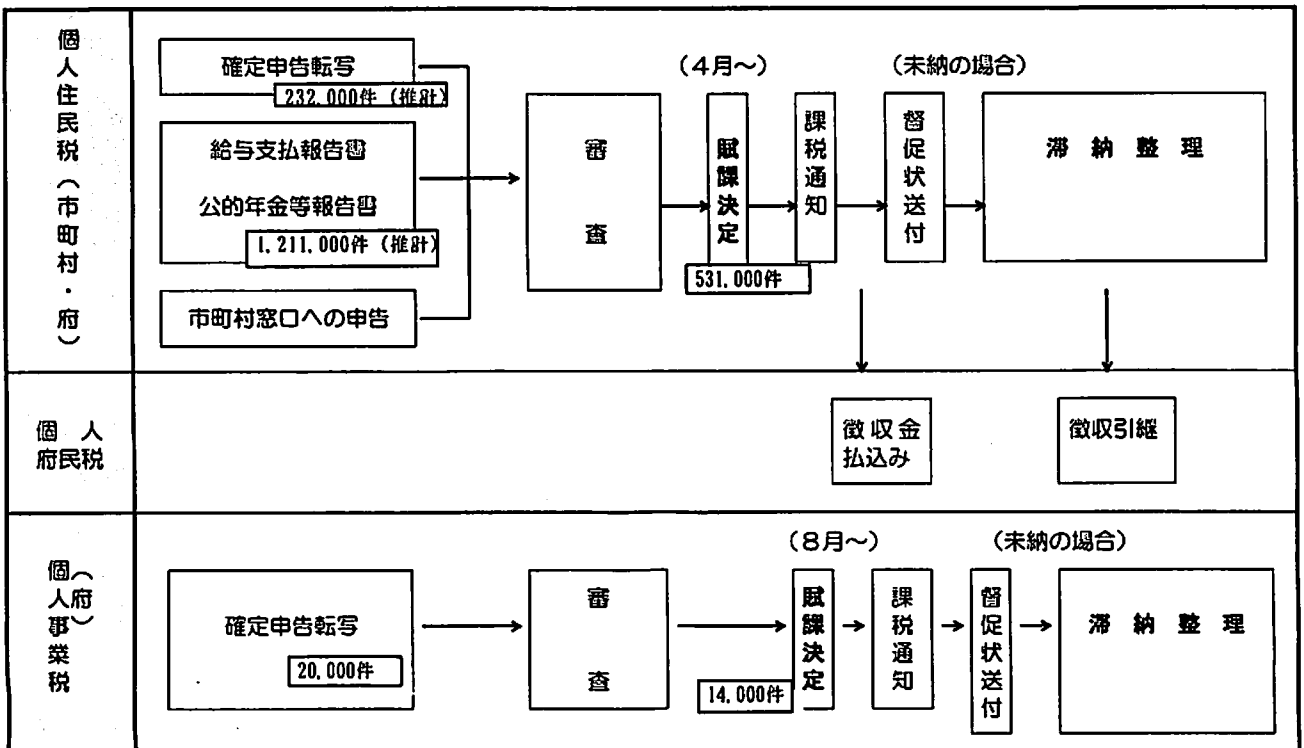 個人住民税（市町村・府）
確定申告転写
232,000件（推計）
給与支払報告書
公的年金等報告書
1,211,000件（推計）
市町村窓口への申告
審査
（4月～）
賦課決定
531,000件
課税通知
（未納の場合）
督促状送付
滞納整理
個人
府民税
徴収金
払込み
徴収引継
個人事業税
（府）
確定申告転写
20,000件
審査
（8月～）
賦課決定
14,000件
課税通知
（未納の場合）
督促状送付
滞納整理